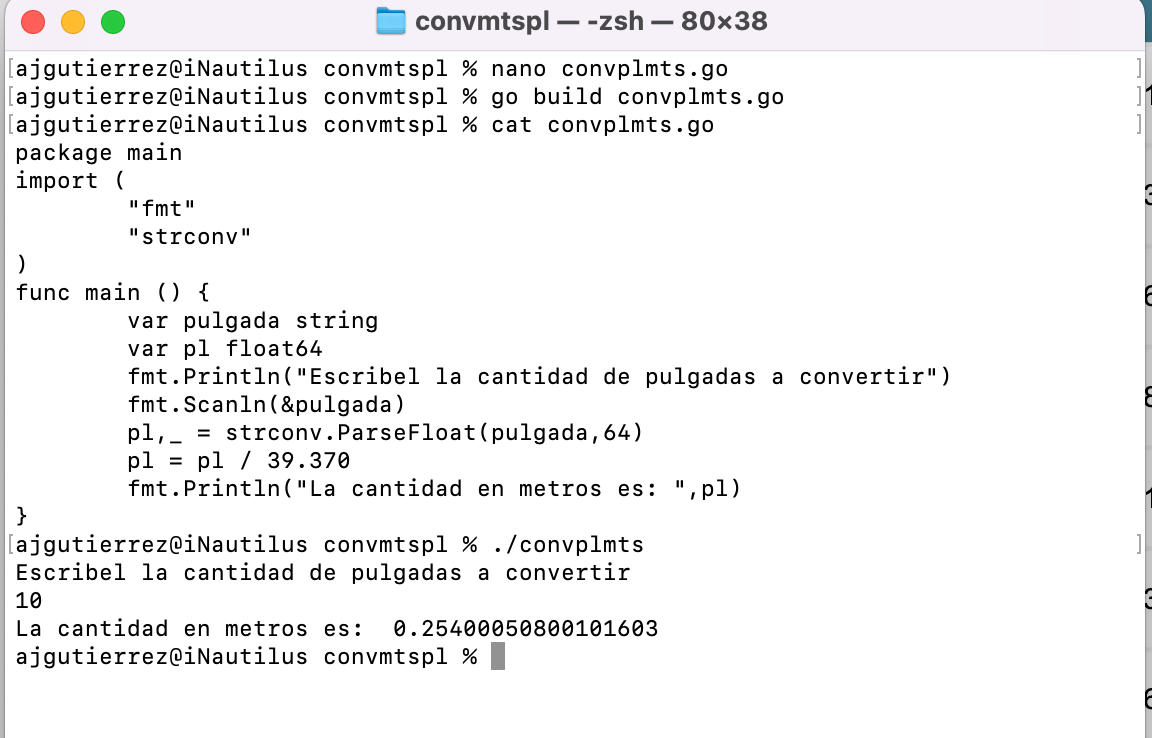 convmtspl — -zsh — 80×38
[ajgutierrez@iNautilus convmtspl % nano convplmts.go ]
[ajgutierrez@iNautilus convmtspl % go build convplmts.go ]
[ajgutierrez@iNautilus convmtspl % cat convplmts.go ]
package main
import (
        "fmt"
        "strconv"
)
func main () {
        var pulgada string
        var pl float64
        fmt.Println("Escribel la cantidad de pulgadas a convertir")
        fmt.Scanln(&pulgada)
        pl,_ = strconv.ParseFloat(pulgada,64)
        pl = pl / 39.370
        fmt.Println("La cantidad en metros es: ",pl)
}
[ajgutierrez@iNautilus convmtspl % ./convplmts ]
Escribel la cantidad de pulgadas a convertir
10
La cantidad en metros es:  0.25400050800101603
ajgutierrez@iNautilus convmtspl %